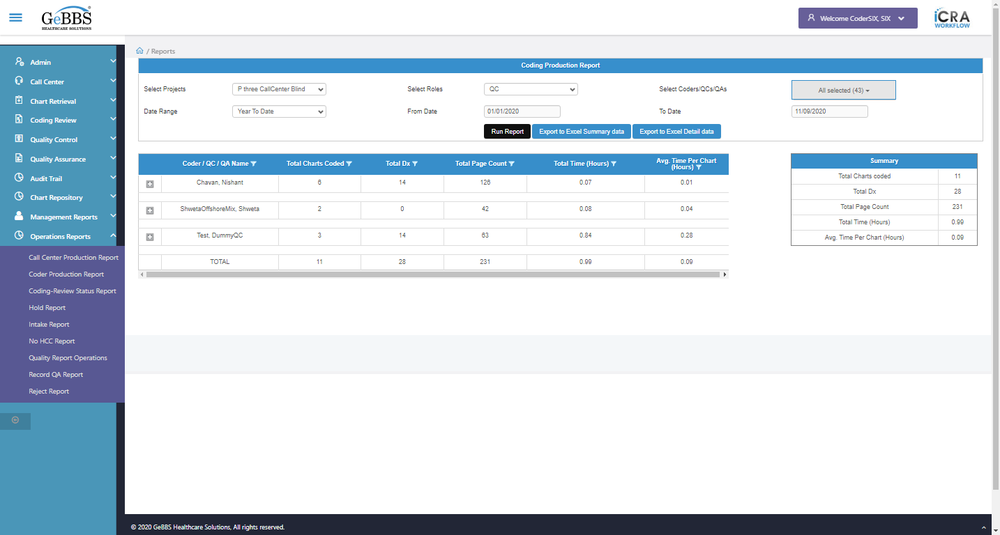 GeBBS®
HEALTHCARE SOLUTIONS
Welcome CoderSIX, SIX
iCRA
WORKFLOW
Admin
Call Center
Chart Retrieval
Coding Review
Quality Control
Quality Assurance
Audit Trail
Chart Repository
Management Reports
Operations Reports
Call Center Production Report
Coder Production Report
Coding-Review Status Report
Hold Report
Intake Report
No HCC Report
Quality Report Operations
Record QA Report
Reject Report
/ Reports
Coding Production Report
Select Projects P three CallCenter Blind Select Roles QC Select Coders/QCs/QAs All selected (43)
Date Range Year To Date From Date 01/01/2020 To Date 11/09/2020
Run Report Export to Excel Summary data Export to Excel Detail data
Coder / QC / QA Name Total Charts Coded Total Dx Total Page Count Total Time (Hours) Avg. Time Per Chart (Hours)
Chavan, Nishant 6 14 126 0.07 0.01
ShwetaOffshoreMix, Shweta 2 0 42 0.08 0.04
Test, DummyQC 3 14 63 0.84 0.28
TOTAL 11 28 231 0.99 0.09
Summary
Total Charts coded 11
Total Dx 28
Total Page Count 231
Total Time (Hours) 0.99
Avg. Time Per Chart (Hours) 0.09
© 2020 GeBBS Healthcare Solutions, All rights reserved.